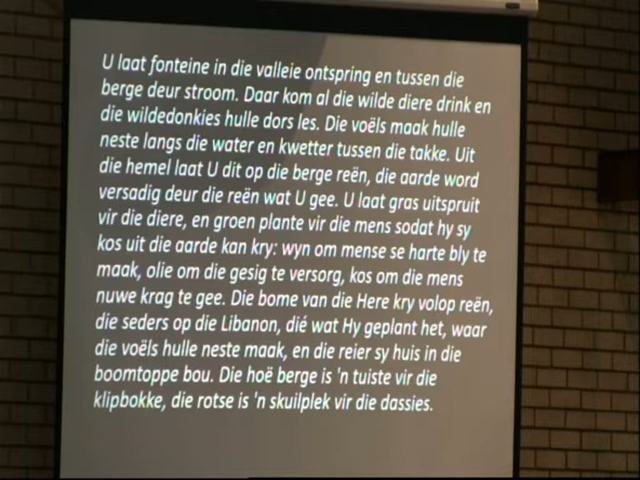 U laat fonteine in die valleie ontspring en tussen die
berge deur stroom. Daar kom al die wilde diere drink en
die wildedonkies hulle dors les. Die voëls maak hulle
neste langs die water en kwetter tussen die takke. Uit
die hemel laat U dit op die berge reën, die aarde word
versadig deur die reën wat U gee. U laat gras uitspruit
vir die diere, en groen plante vir die mens sodat hy sy
kos uit die aarde kan kry: wyn om mense se harte bly te
maak, olie om die gesig te versorg, kos om die mens
nuwe krag te gee. Die bome van die Here kry volop reën,
die seders op die Libanon, dié wat Hy geplant het, waar
die voëls hulle neste maak, en die reier sy huis in die
boomtoppe bou. Die hoë berge is 'n tuiste vir die
klipbokke, die rotse is 'n skuilplek vir die dassies.